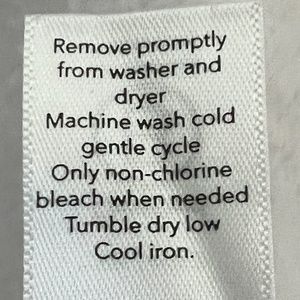 Remove promptly
from washer and
dryer
Machine wash cold
gentle cycle
Only non-chlorine
bleach when needed
Tumble dry low
Cool iron.